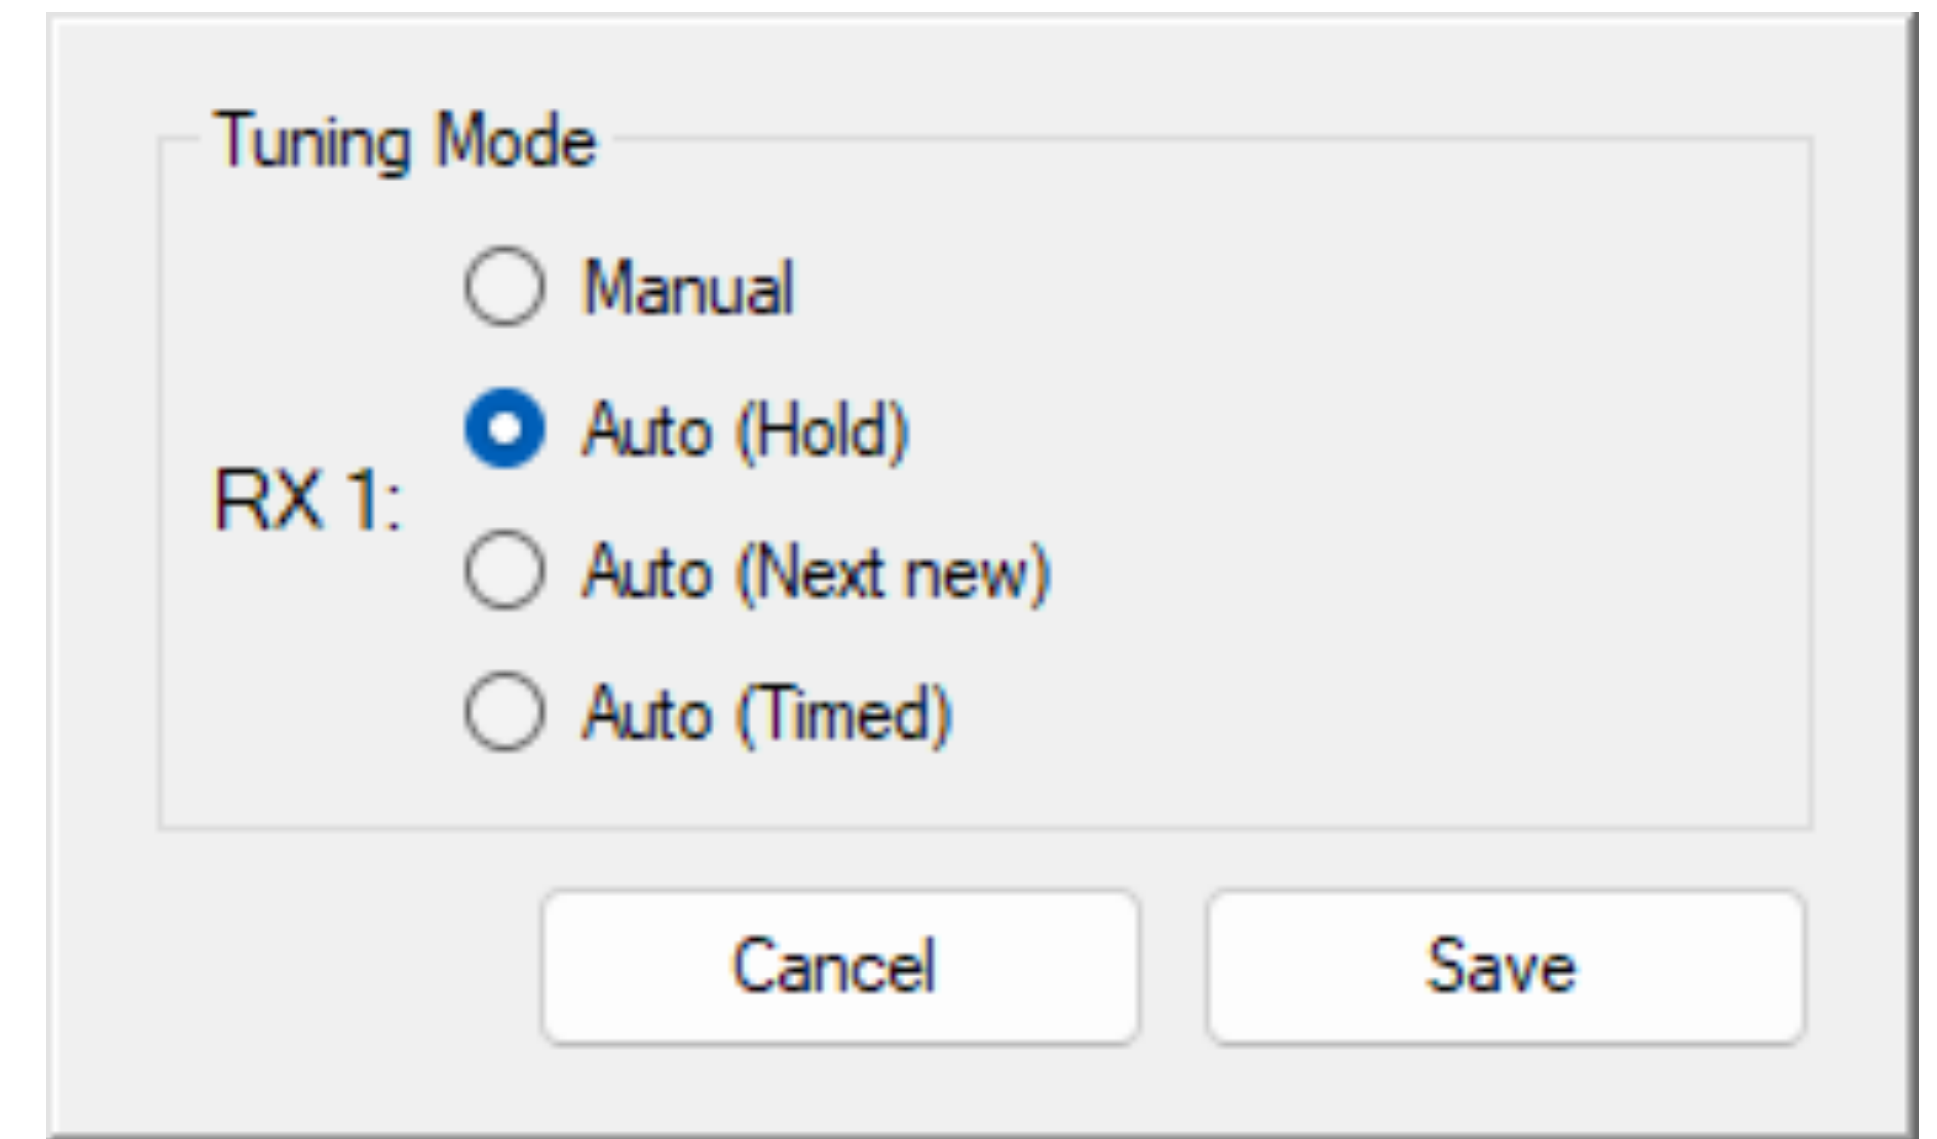 Tuning Mode
Manual
Auto (Hold)
RX 1:
Auto (Next new)
Auto (Timed)
Cancel
Save